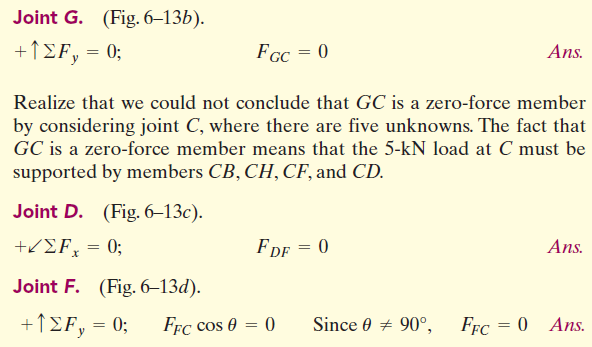 Joint G. (Fig. 6–13b).
+↑ΣF_y = 0; F_GC = 0 Ans.
Realize that we could not conclude that GC is a zero-force member
by considering joint C, where there are five unknowns. The fact that
GC is a zero-force member means that the 5-kN load at C must be
supported by members CB, CH, CF, and CD.
Joint D. (Fig. 6–13c).
+↙ΣF_x = 0; F_DF = 0 Ans.
Joint F. (Fig. 6–13d).
+↑ΣF_y = 0; F_FC cos θ = 0 Since θ ≠ 90°, F_FC = 0 Ans.